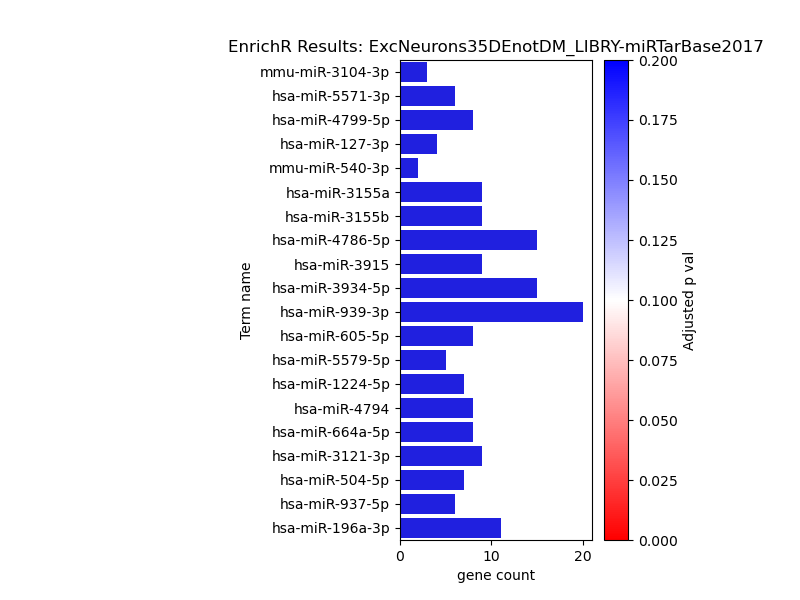 EnrichR Results: ExcNeurons35DEnotDM_LIBRY-miRTarBase2017
mmu-miR-3104-3p
hsa-miR-5571-3p
hsa-miR-4799-5p
hsa-miR-127-3p
mmu-miR-540-3p
hsa-miR-3155a
hsa-miR-3155b
hsa-miR-4786-5p
hsa-miR-3915
hsa-miR-3934-5p
hsa-miR-939-3p
hsa-miR-605-5p
hsa-miR-5579-5p
hsa-miR-1224-5p
hsa-miR-4794
hsa-miR-664a-5p
hsa-miR-3121-3p
hsa-miR-504-5p
hsa-miR-937-5p
hsa-miR-196a-3p
Term name
0 10 20
gene count
0.200
0.175
0.150
0.125
0.100
0.075
0.050
0.025
0.000
Adjusted p val